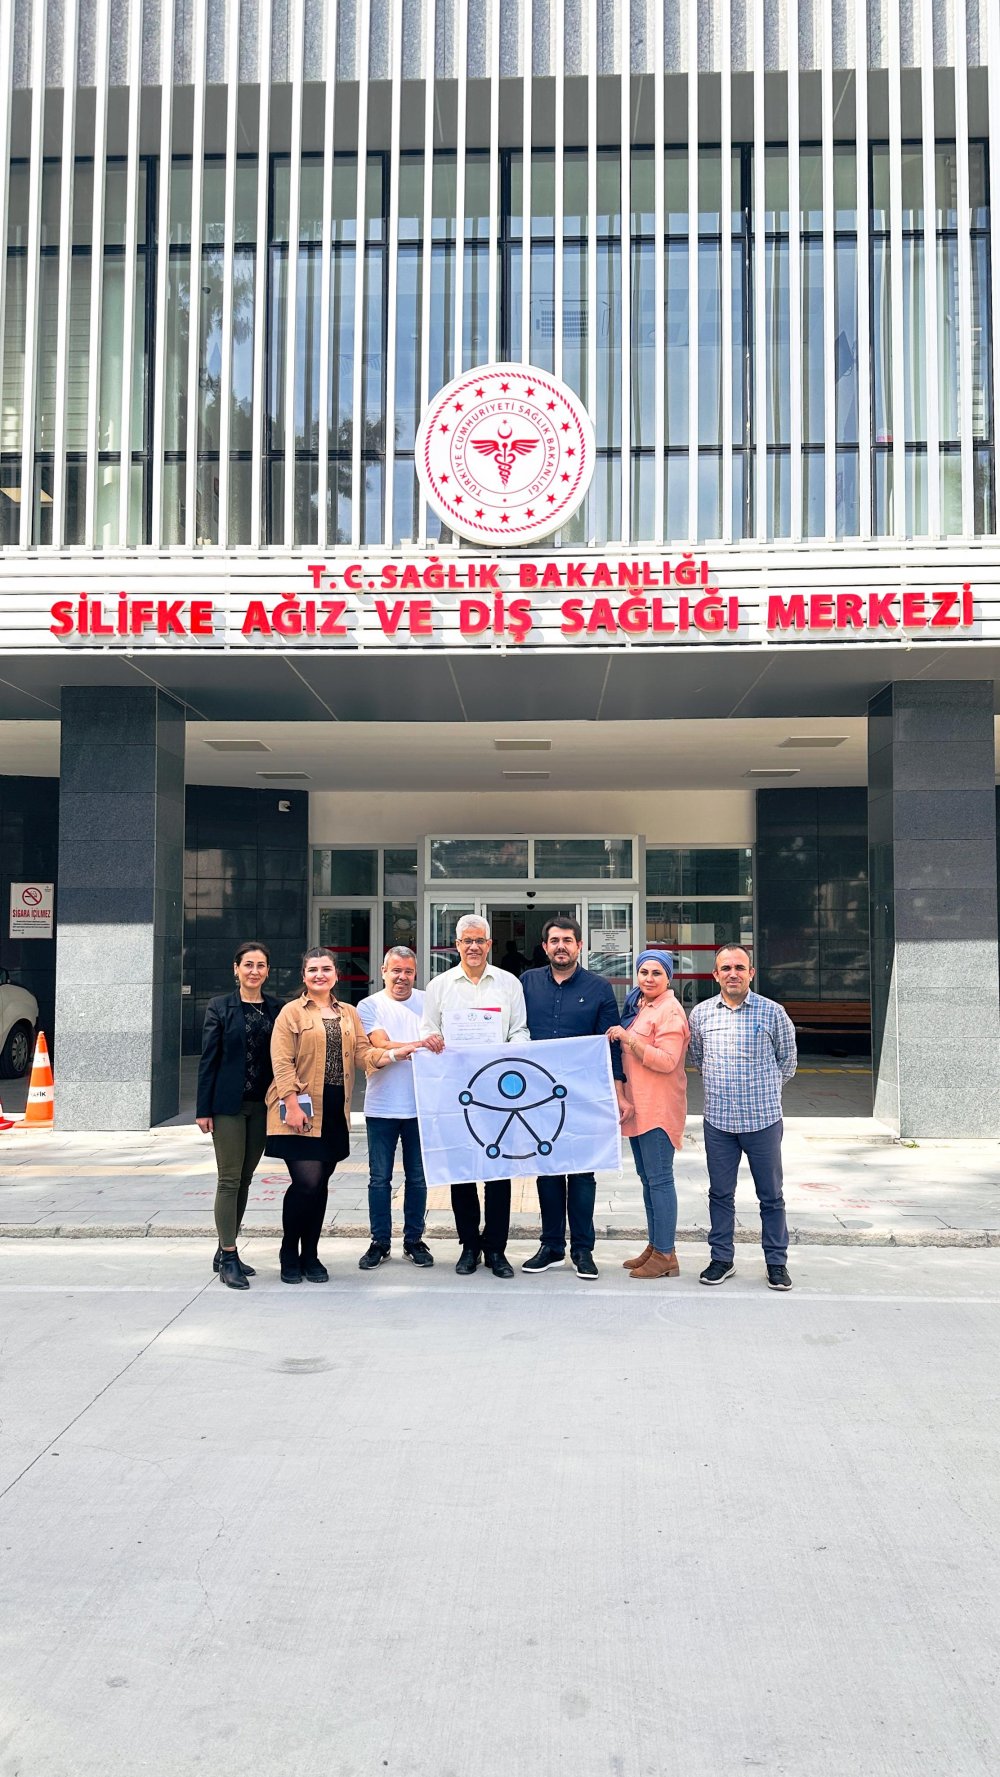 TÜRKİYE CUMHURİYETİ SAĞLIK BAKANLIĞI
T.C. SAĞLIK BAKANLIĞI
SİLİFKE AĞIZ VE DİŞ SAĞLIĞI MERKEZİ
SİGARA İÇİLMEZ